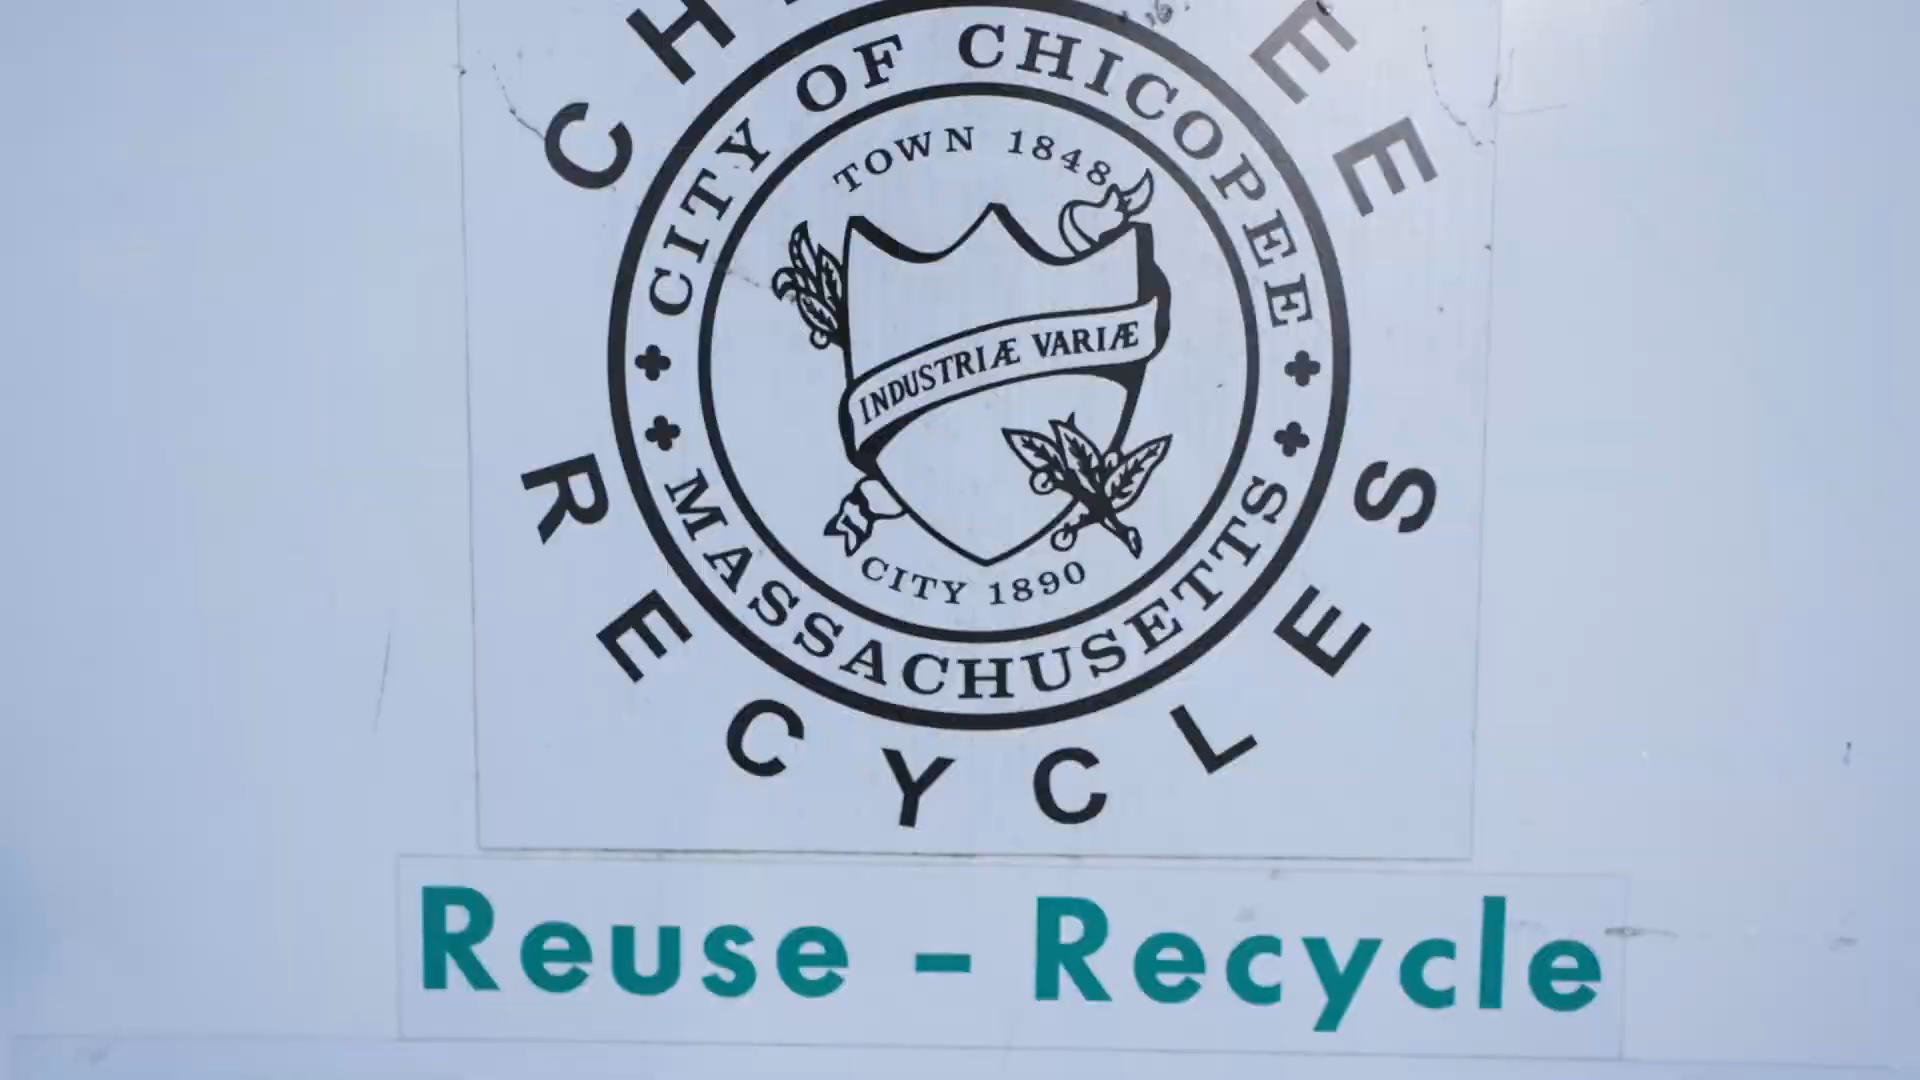 CITY OF CHICOPEE
TOWN 1848
INDUSTRIÆ VARIÆ
CITY 1890
MASSACHUSETTS
RECYCLES
Reuse - Recycle